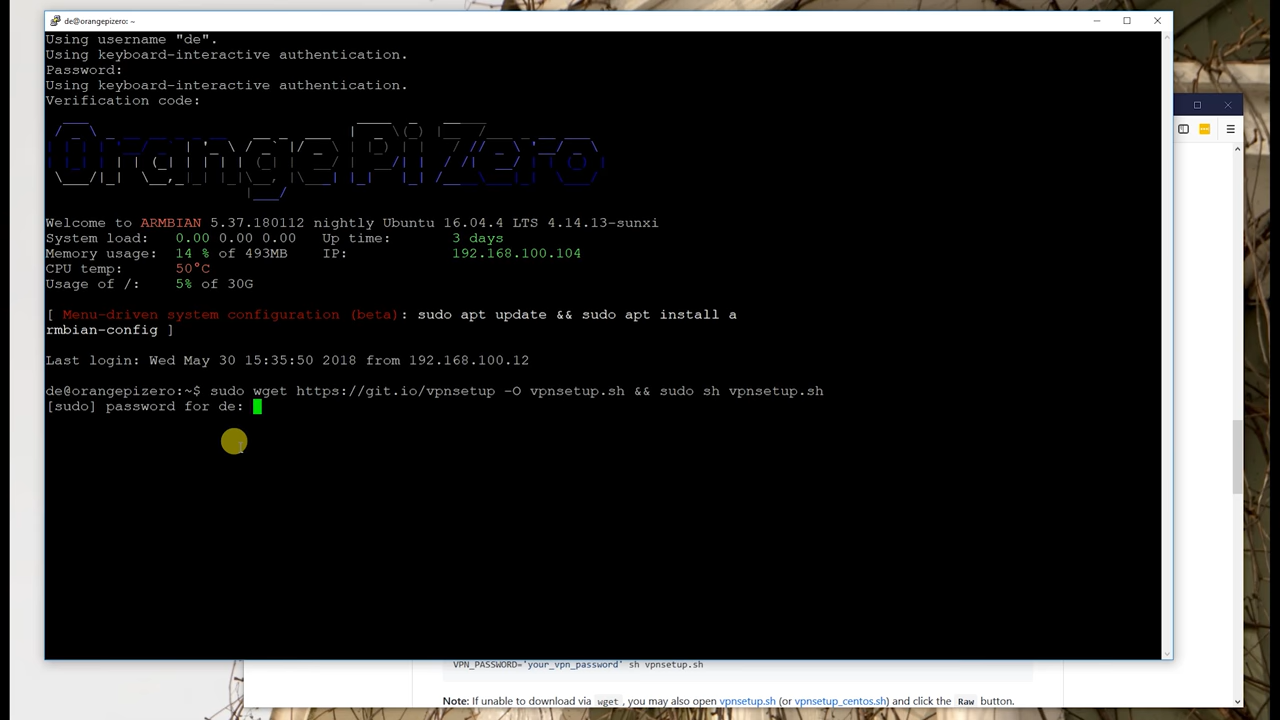 de@orangepizero: ~
Using username "de".
Using keyboard-interactive authentication.
Password:
Using keyboard-interactive authentication.
Verification code:
OrangePiZero
Welcome to ARMBIAN 5.37.180112 nightly Ubuntu 16.04.4 LTS 4.14.13-sunxi
System load: 0.00 0.00 0.00 Up time: 3 days
Memory usage: 14 % of 493MB IP: 192.168.100.104
CPU temp: 50°C
Usage of /: 5% of 30G
[ Menu-driven system configuration (beta): sudo apt update && sudo apt install a
rmbian-config ]
Last login: Wed May 30 15:35:50 2018 from 192.168.100.12
de@orangepizero:~$ sudo wget https://git.io/vpnsetup -O vpnsetup.sh && sudo sh vpnsetup.sh
[sudo] password for de:
VPN_PASSWORD='your_vpn_password' sh vpnsetup.sh
Note: If unable to download via wget, you may also open vpnsetup.sh (or vpnsetup_centos.sh) and click the Raw button.